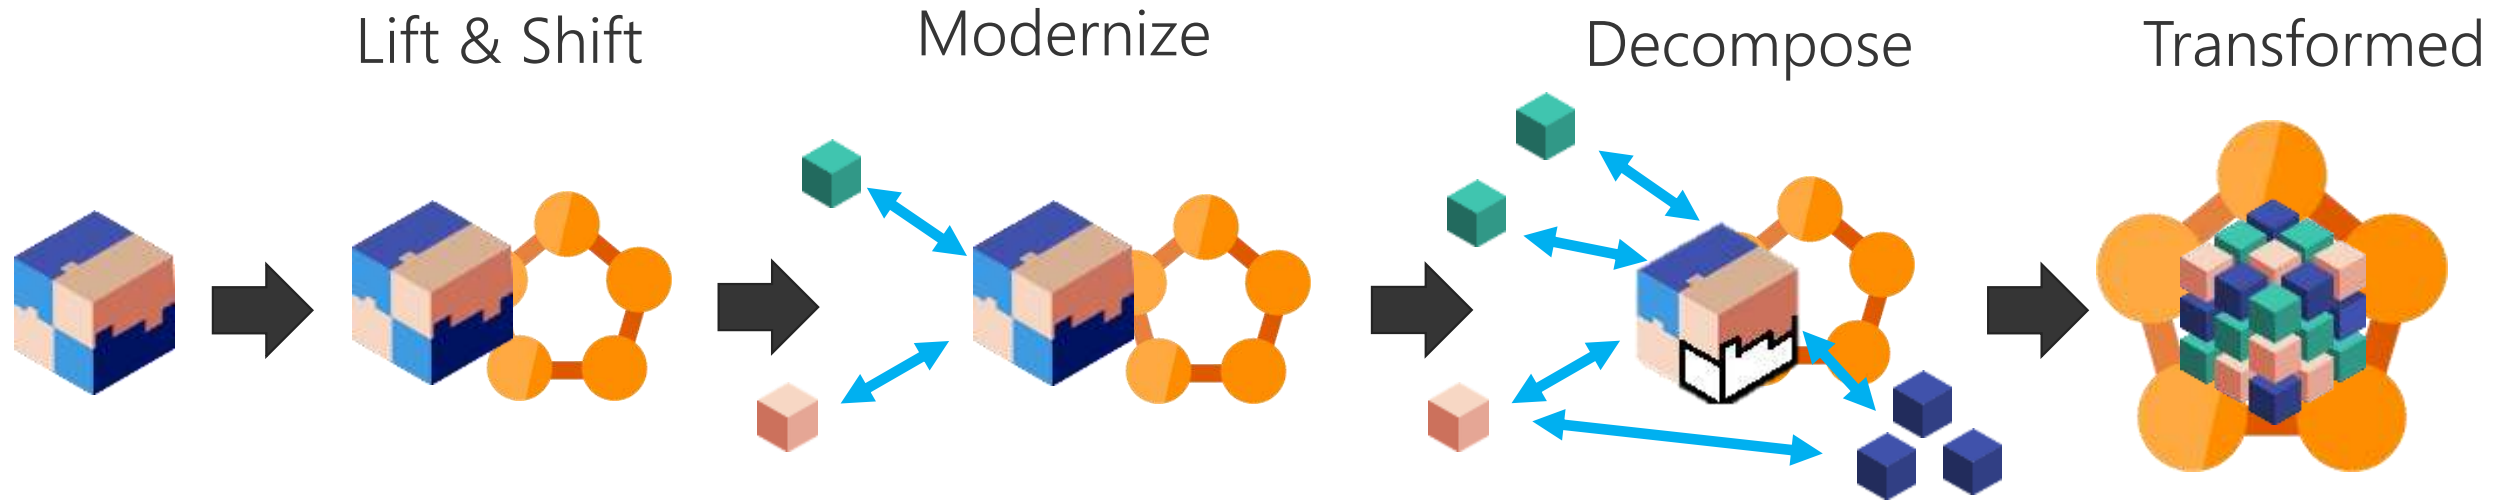 Lift & Shift
Modernize
Decompose
Transformed